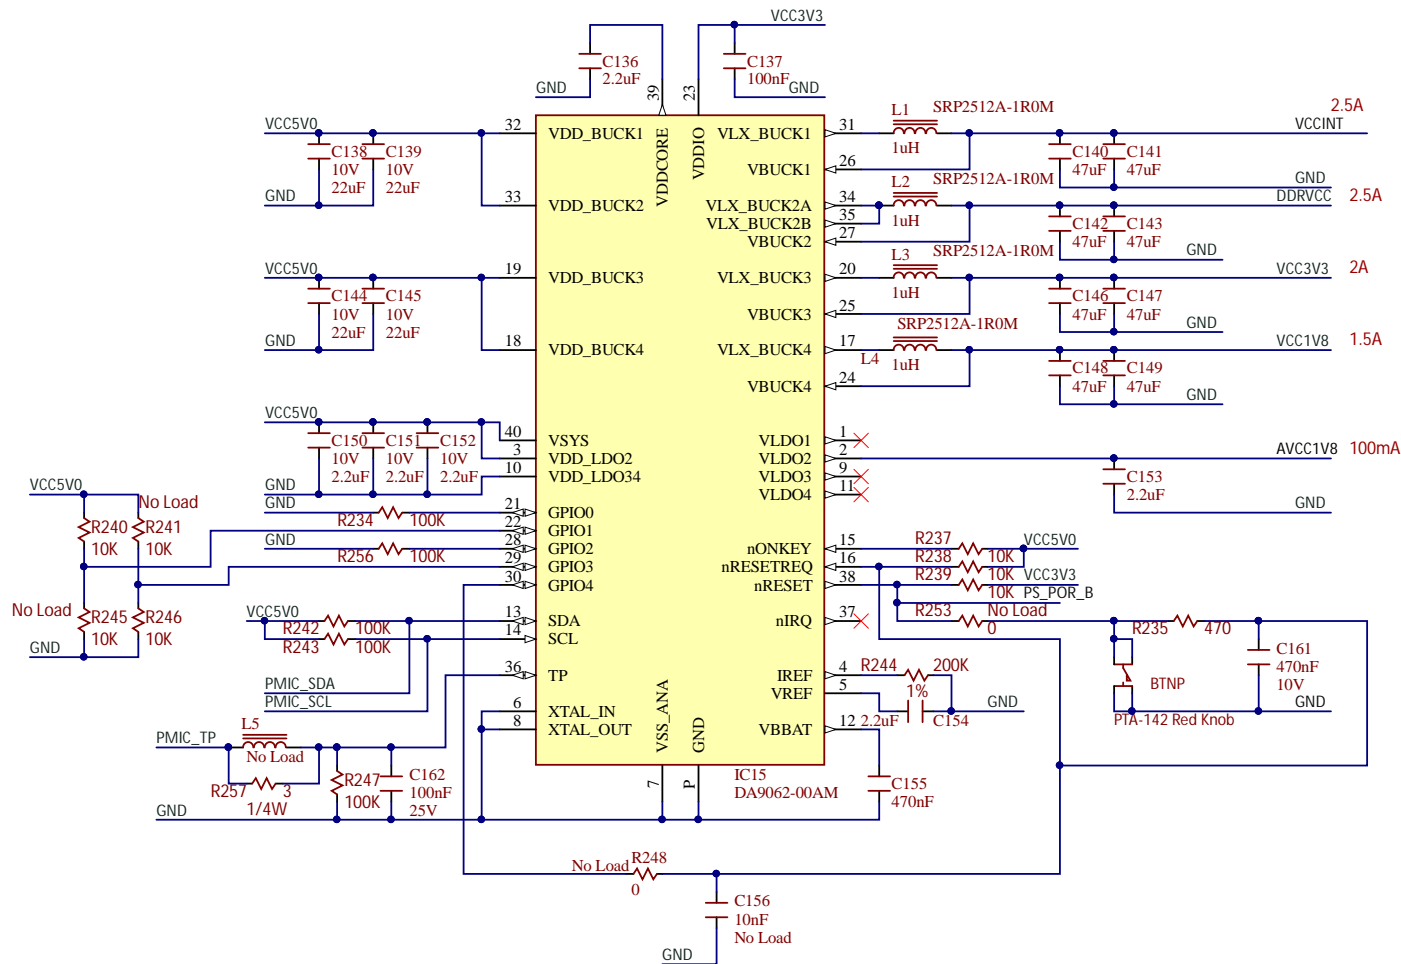 VCC3V3
C136
2.2uF
GND
39
23
C137
100nF
GND
VDDCORE
VDDIO
VCC5V0
C138
10V
22uF
C139
10V
22uF
GND
32
VDD_BUCK1
33
VDD_BUCK2
VCC5V0
C144
10V
22uF
C145
10V
22uF
GND
19
VDD_BUCK3
18
VDD_BUCK4
VCC5V0
C150
10V
2.2uF
C151
10V
2.2uF
C152
10V
2.2uF
GND
40
VSYS
3
VDD_LDO2
10
VDD_LDO34
GND
R234
100K
21
GPIO0
22
GPIO1
GND
R256
100K
28
GPIO2
29
GPIO3
30
GPIO4
VCC5V0
No Load
R240
10K
R241
10K
No Load
R245
10K
R246
10K
GND
VCC5V0
R242
100K
R243
100K
13
SDA
14
SCL
PMIC_SDA
PMIC_SCL
36
TP
6
XTAL_IN
8
XTAL_OUT
PMIC_TP
L5
No Load
R257
3
1/4W
R247
100K
C162
100nF
25V
GND
VSS_ANA
GND
7
P
IC15
DA9062-00AM
VLX_BUCK1
31
L1
SRP2512A-1R0M
1uH
2.5A
VCCINT
VBUCK1
26
C140
47uF
C141
47uF
GND
VLX_BUCK2A
34
L2
SRP2512A-1R0M
1uH
DDRVCC
2.5A
VLX_BUCK2B
35
VBUCK2
27
C142
47uF
C143
47uF
GND
VLX_BUCK3
20
L3
SRP2512A-1R0M
1uH
VCC3V3
2A
VBUCK3
25
C146
47uF
C147
47uF
GND
VLX_BUCK4
17
L4
SRP2512A-1R0M
1uH
VCC1V8
1.5A
VBUCK4
24
C148
47uF
C149
47uF
GND
VLDO1
1
VLDO2
2
AVCC1V8
100mA
VLDO3
9
VLDO4
11
C153
2.2uF
GND
nONKEY
15
R237
10K
VCC5V0
nRESETREQ
16
R238
10K
nRESET
38
R239
10K
VCC3V3
PS_POR_B
nIRQ
37
R253
No Load
0
R235
470
BTNP
PTA-142 Red Knob
C161
470nF
10V
GND
IREF
4
R244
200K
1%
VREF
5
2.2uF
C154
GND
VBBAT
12
C155
470nF
No Load
R248
0
C156
10nF
No Load
GND